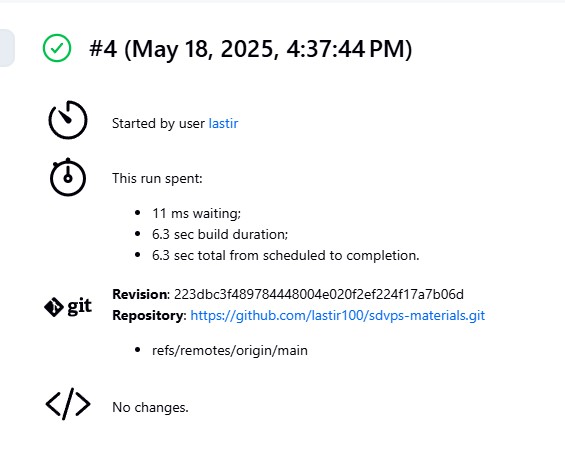 #4 (May 18, 2025, 4:37:44 PM)
Started by user lastir
This run spent:
• 11 ms waiting;
• 6.3 sec build duration;
• 6.3 sec total from scheduled to completion.
git
Revision: 223dbc3f489784448004e020f2ef224f17a7b06d
Repository: https://github.com/lastir100/sdvps-materials.git
• refs/remotes/origin/main
</> No changes.